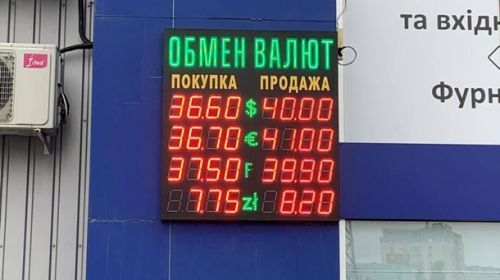 та вхідн
Фурн
idea
ОБМЕН ВАЛЮТ
ПОКУПКА ПРОДАЖА
36.60 $ 40.00
36.70 € 41.00
37.50 F 39.90
7.75 zł 8.20